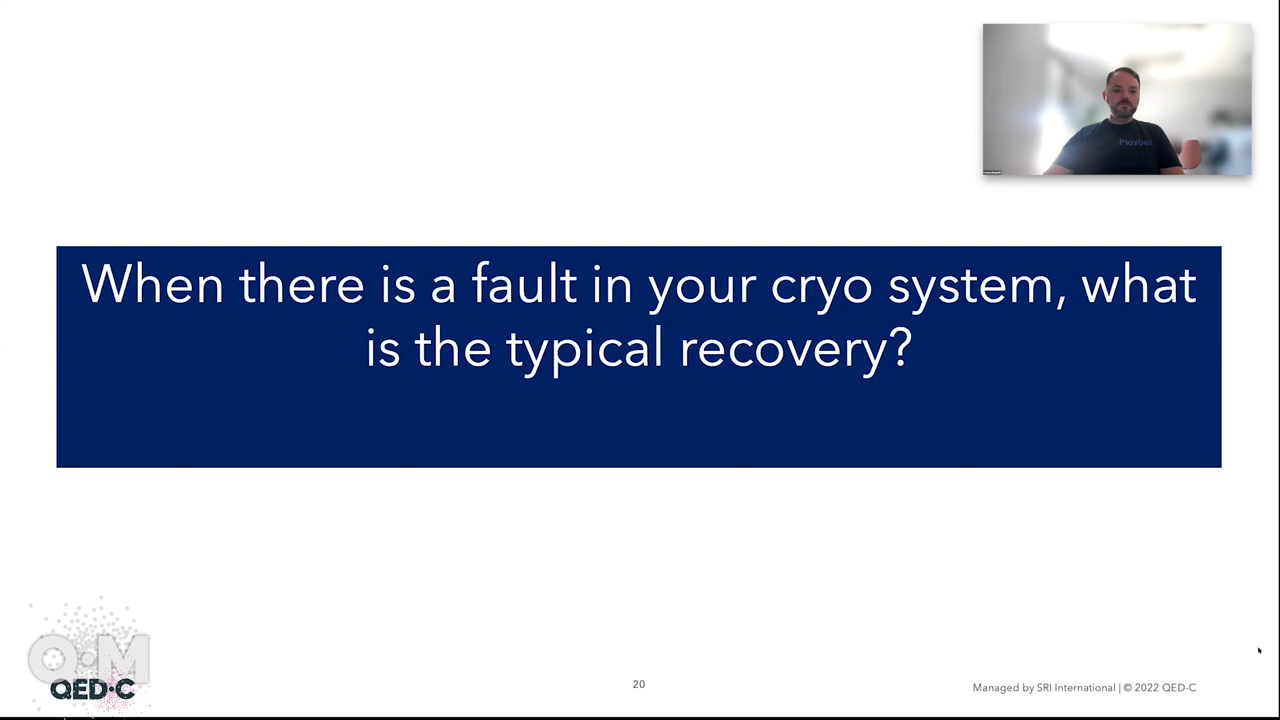 Maybell
When there is a fault in your cryo system, what
is the typical recovery?
Q·M
QED·C
20
Managed by SRI International | © 2022 QED-C